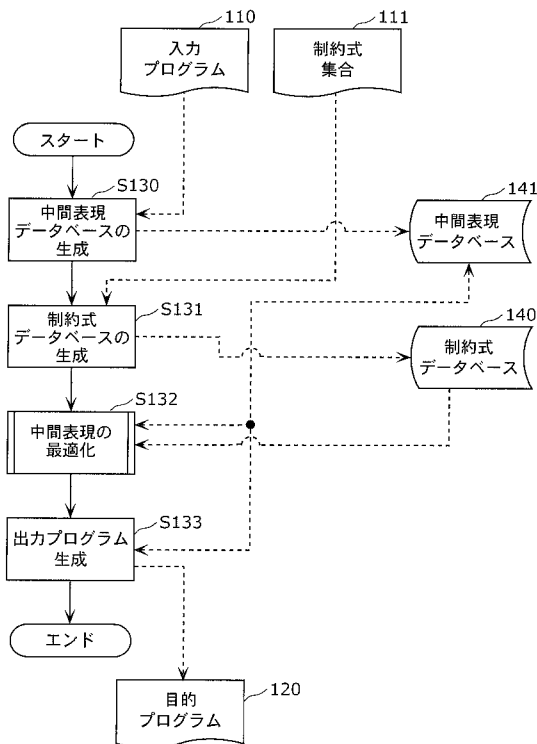 110
入力
プログラム
111
制約式
集合
スタート
S130
中間表現
データベースの
生成
141
中間表現
データベース
S131
制約式
データベースの
生成
140
制約式
データベース
S132
中間表現の
最適化
S133
出力プログラム
生成
エンド
120
目的
プログラム